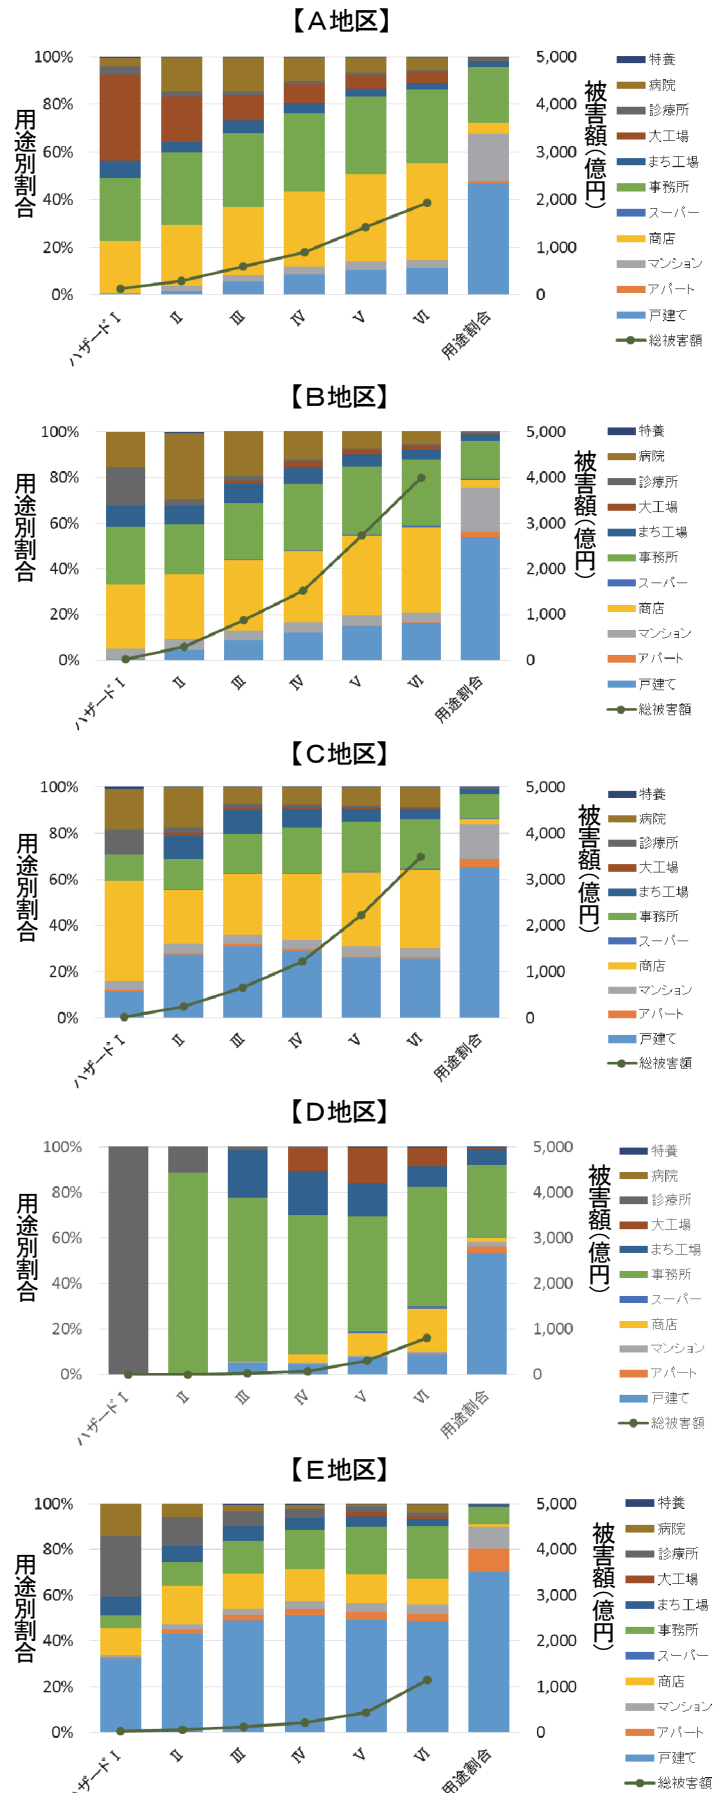 【A地区】
用途別割合
100%
80%
60%
40%
20%
0%
ハザードⅠ
Ⅱ
Ⅲ
Ⅳ
Ⅴ
Ⅵ
用途割合
5,000
4,000
3,000
2,000
1,000
0
被害額(億円)
特養
病院
診療所
大工場
まち工場
事務所
スーパー
商店
マンション
アパート
戸建て
総被害額
【B地区】
用途別割合
100%
80%
60%
40%
20%
0%
ハザードⅠ
Ⅱ
Ⅲ
Ⅳ
Ⅴ
Ⅵ
用途割合
5,000
4,000
3,000
2,000
1,000
0
被害額(億円)
特養
病院
診療所
大工場
まち工場
事務所
スーパー
商店
マンション
アパート
戸建て
総被害額
【C地区】
用途別割合
100%
80%
60%
40%
20%
0%
ハザードⅠ
Ⅱ
Ⅲ
Ⅳ
Ⅴ
Ⅵ
用途割合
5,000
4,000
3,000
2,000
1,000
0
被害額(億円)
特養
病院
診療所
大工場
まち工場
事務所
スーパー
商店
マンション
アパート
戸建て
総被害額
【D地区】
用途別割合
100%
80%
60%
40%
20%
0%
ハザードⅠ
Ⅱ
Ⅲ
Ⅳ
Ⅴ
Ⅵ
用途割合
5,000
4,000
3,000
2,000
1,000
0
被害額(億円)
特養
病院
診療所
大工場
まち工場
事務所
スーパー
商店
マンション
アパート
戸建て
総被害額
【E地区】
用途別割合
100%
80%
60%
40%
20%
0%
ハザードⅠ
Ⅱ
Ⅲ
Ⅳ
Ⅴ
Ⅵ
用途割合
5,000
4,000
3,000
2,000
1,000
0
被害額(億円)
特養
病院
診療所
大工場
まち工場
事務所
スーパー
商店
マンション
アパート
戸建て
総被害額